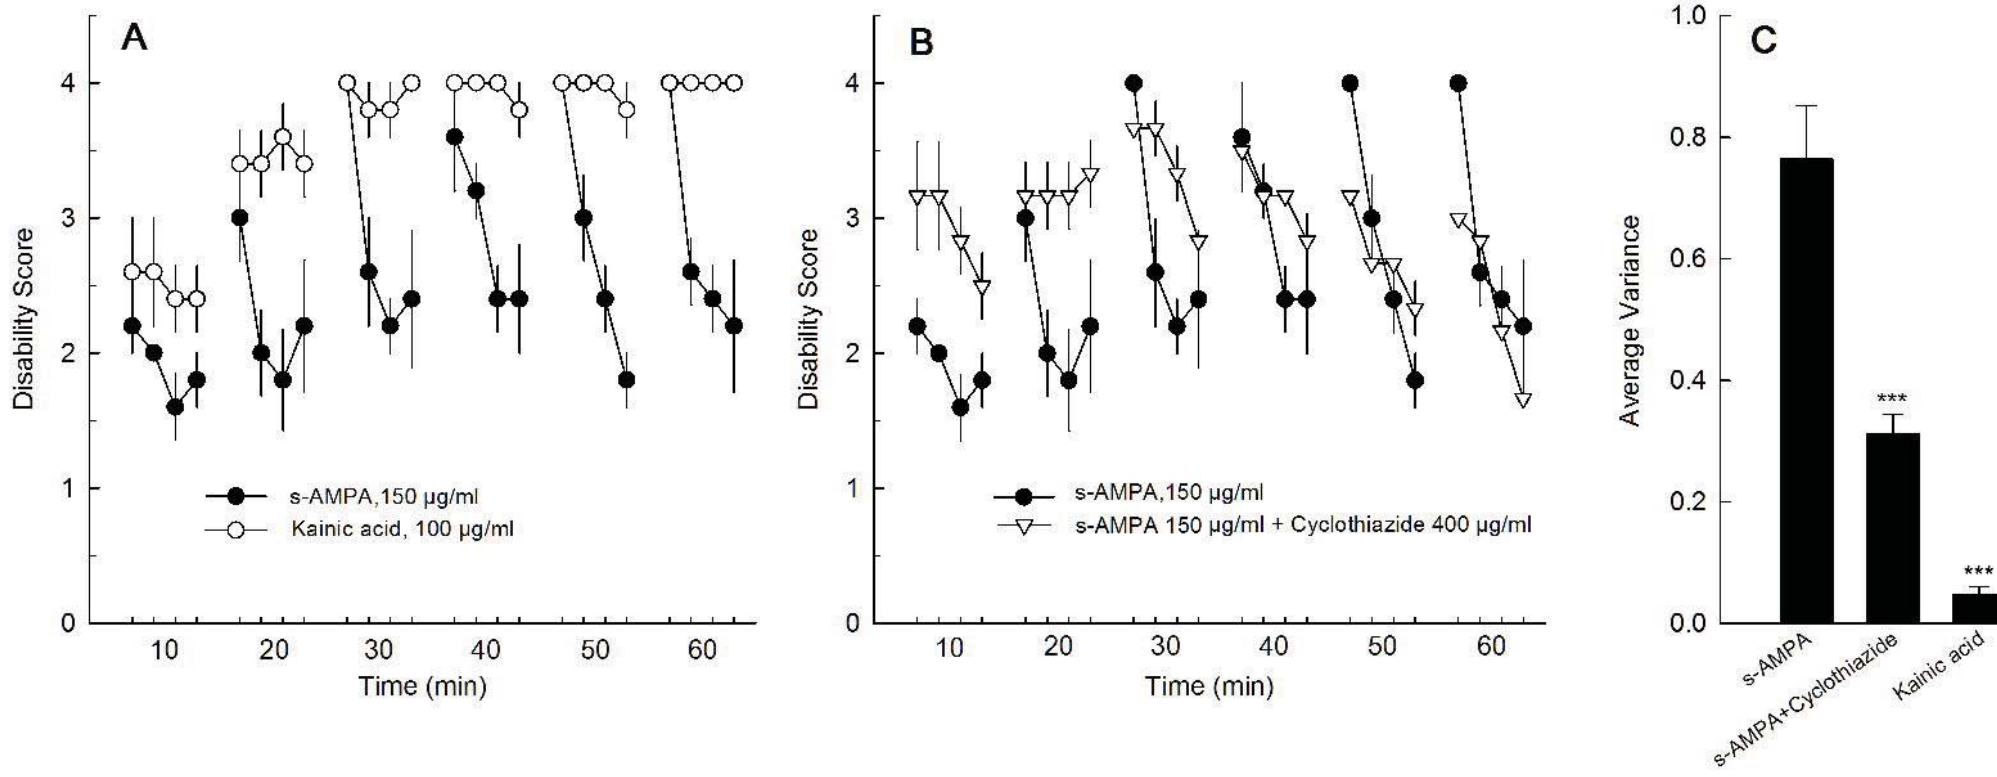 A
Disability Score
4
3
2
1
0
s-AMPA,150 µg/ml
Kainic acid, 100 µg/ml
10 20 30 40 50 60
Time (min)
B
Disability Score
4
3
2
1
0
s-AMPA,150 µg/ml
s-AMPA 150 µg/ml + Cyclothiazide 400 µg/ml
10 20 30 40 50 60
Time (min)
C
Average Variance
1.0
0.8
0.6
0.4
0.2
0.0
***
***
s-AMPA
s-AMPA+Cyclothiazide
Kainic acid